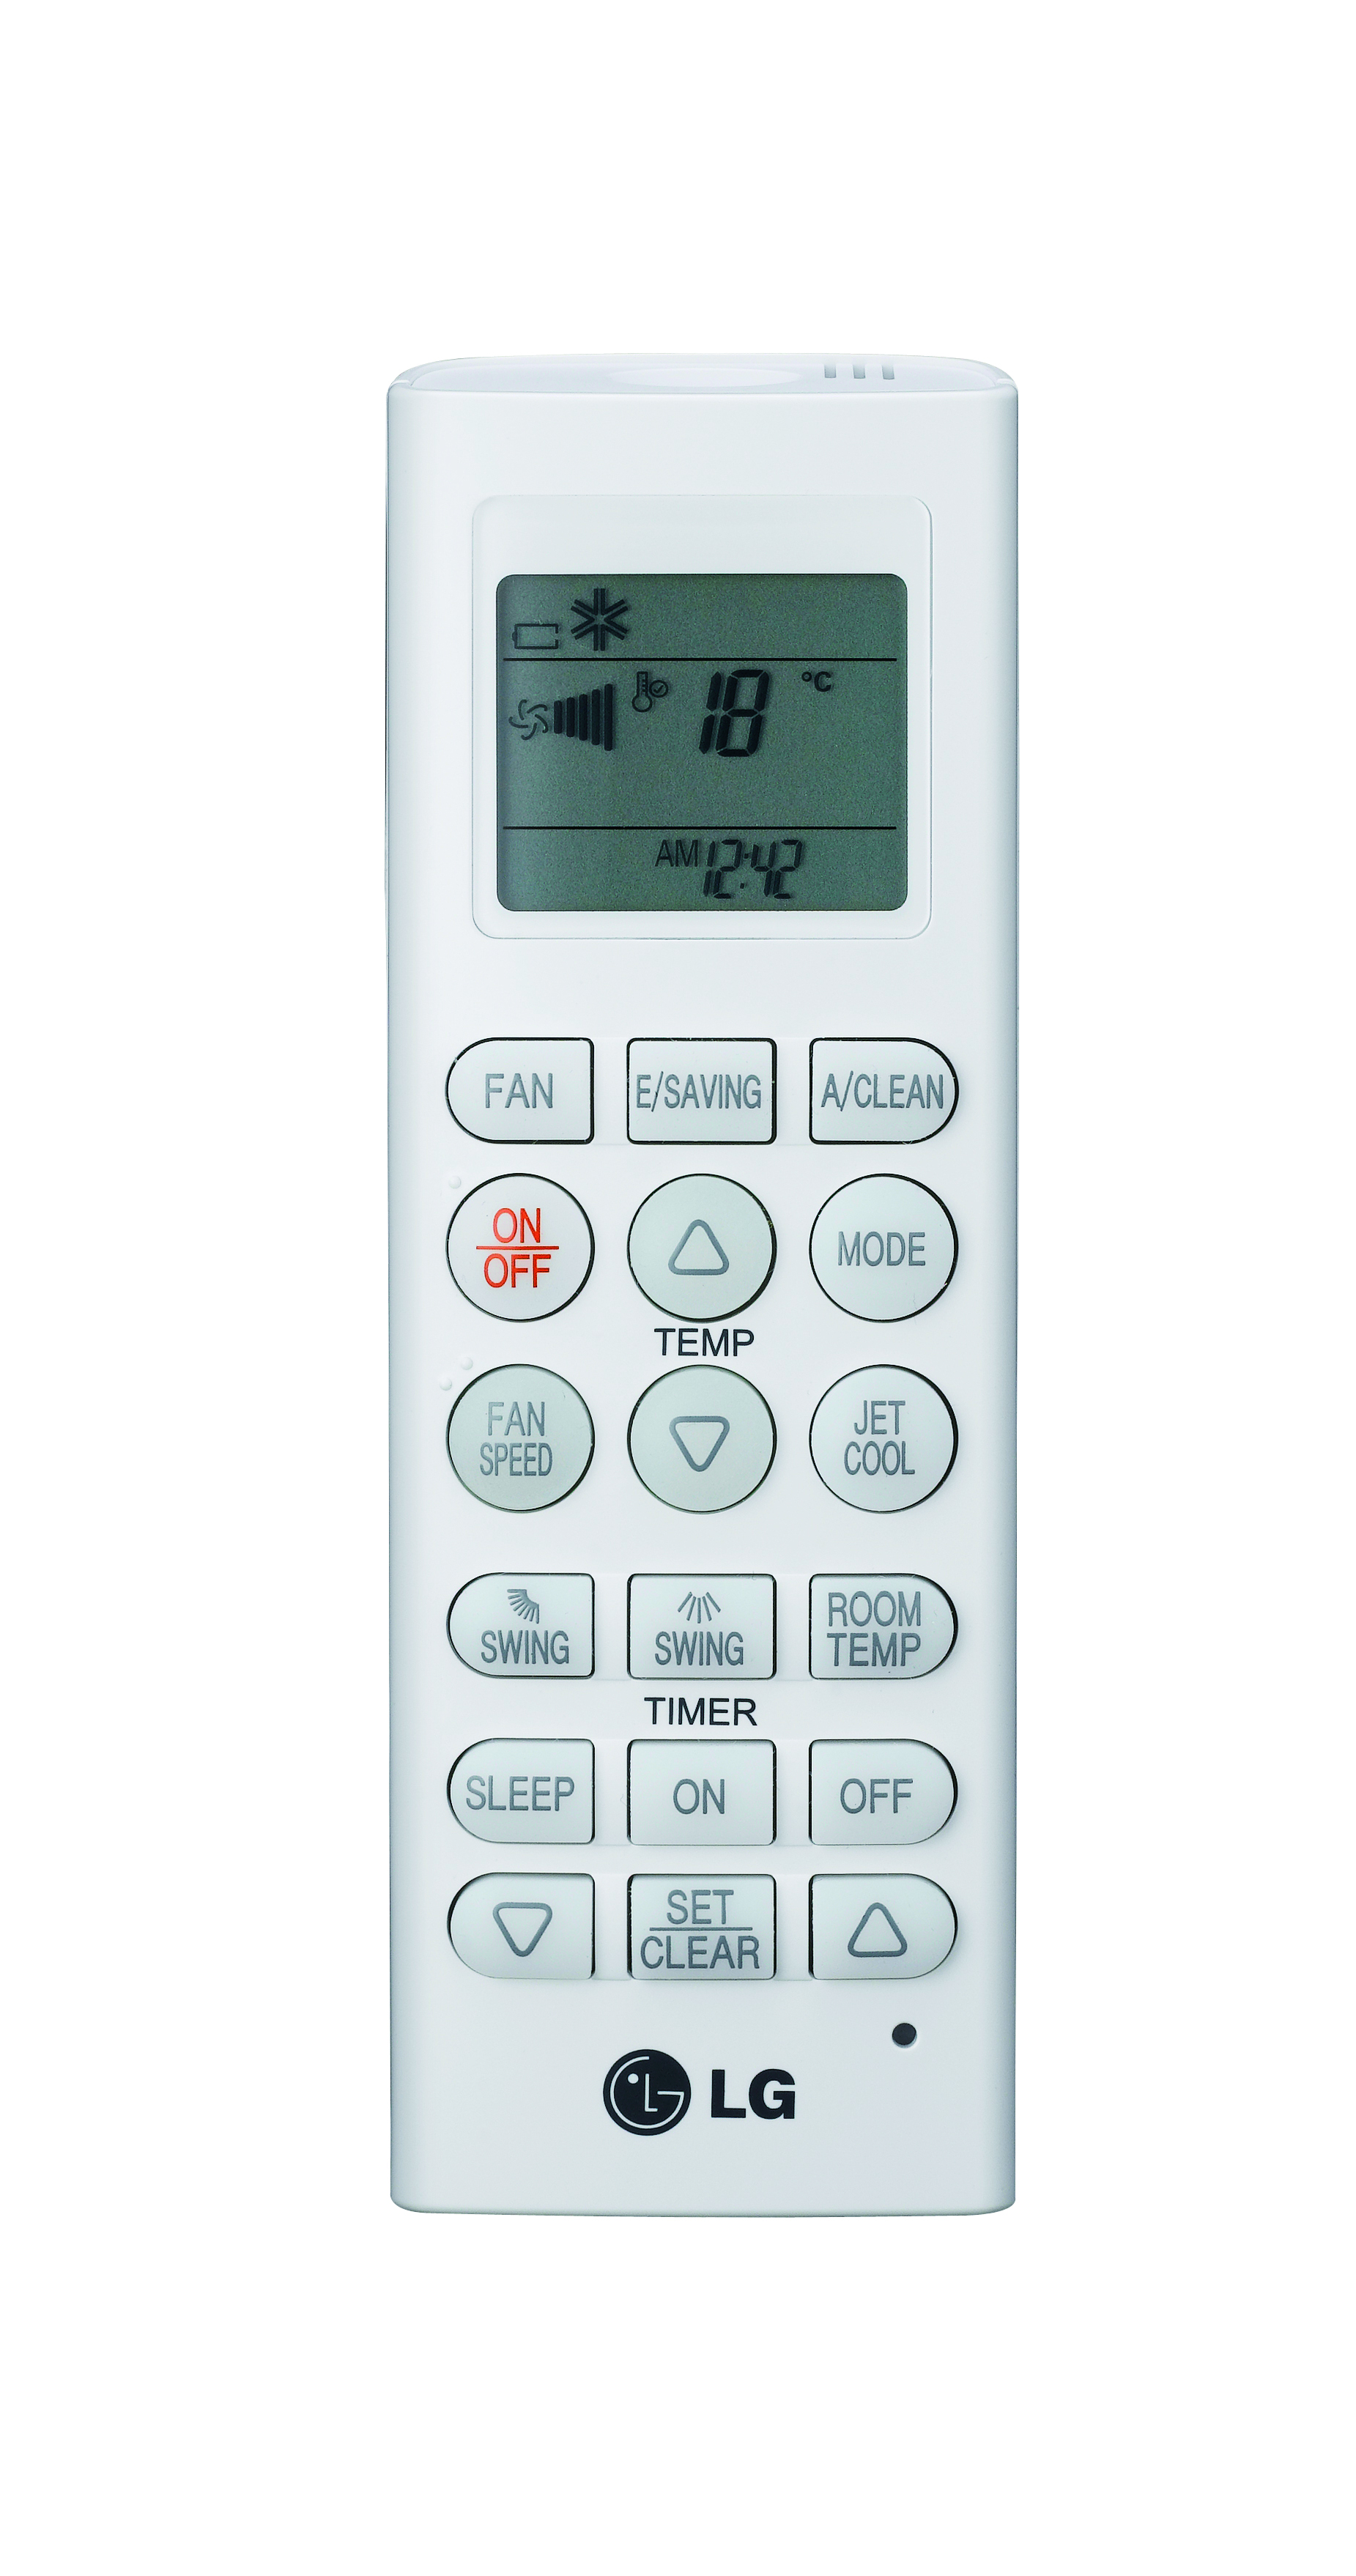 18 °C
AM 12:42
FAN E/SAVING A/CLEAN
ON
OFF
MODE
TEMP
FAN
SPEED
JET
COOL
SWING
SWING
ROOM
TEMP
TIMER
SLEEP ON OFF
SET
CLEAR
LG